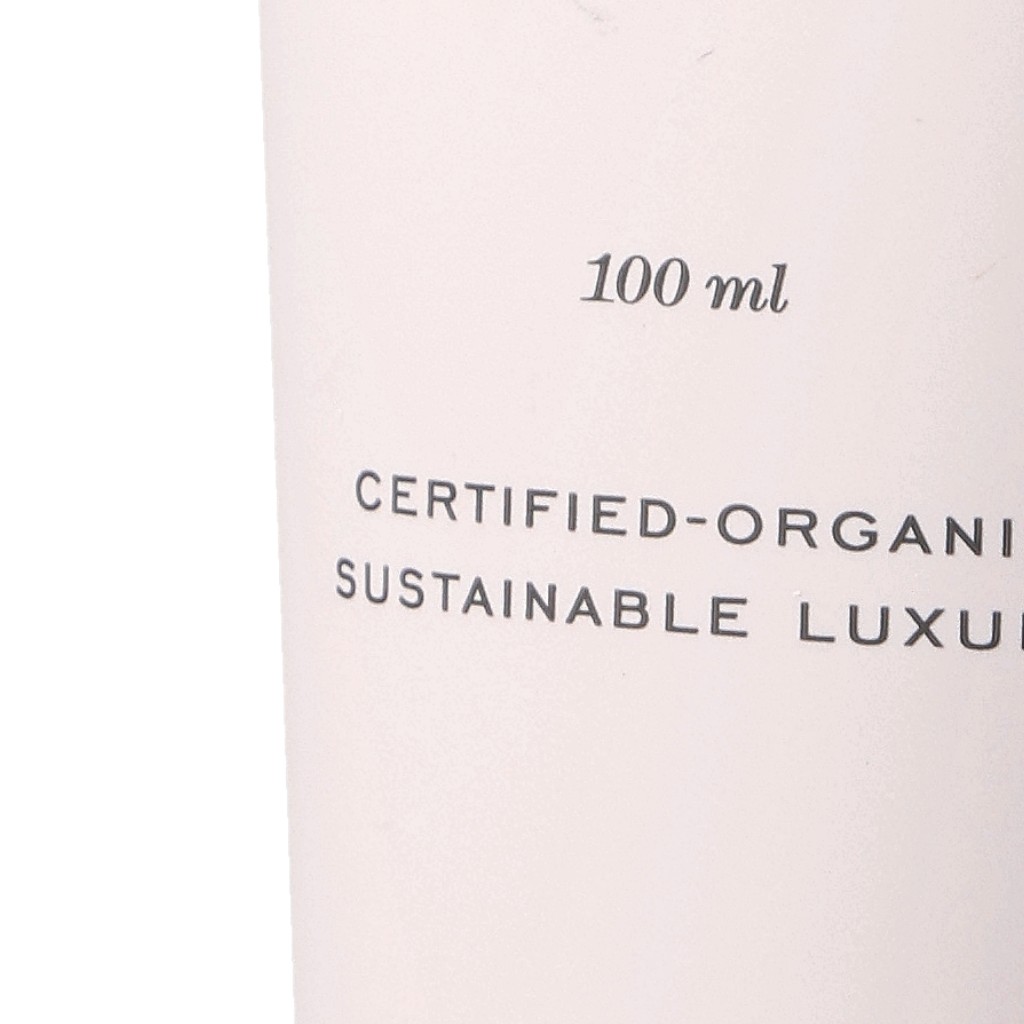 100 ml
CERTIFIED-ORGANI
SUSTAINABLE LUXU